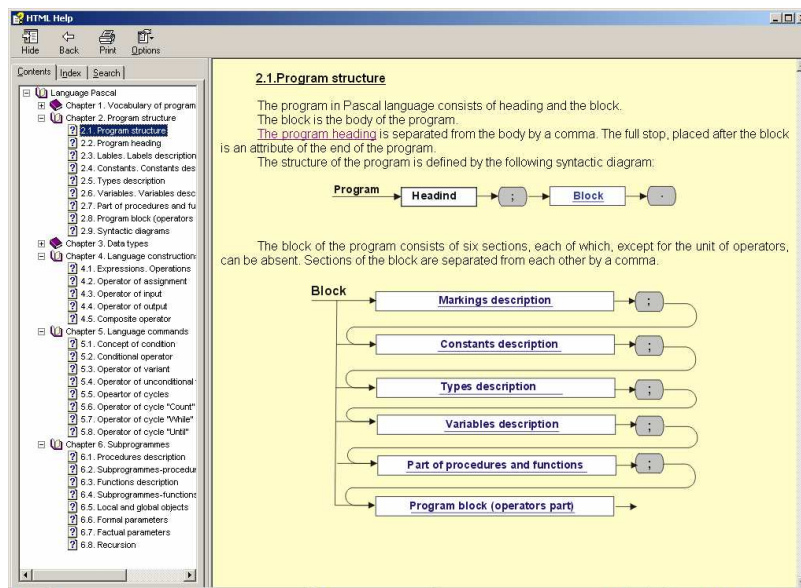 HTML Help
Hide Back Print Options
Contents Index Search
Language Pascal
Chapter 1. Vocabulary of program
Chapter 2. Program structure
2.1. Program structure
2.2. Program heading
2.3. Lables. Labels description
2.4. Constants. Constants des
2.5. Types description
2.6. Variables. Variables desc
2.7. Part of procedures and fu
2.8. Program block (operators
2.9. Syntactic diagrams
Chapter 3. Data types
Chapter 4. Language construction
4.1. Expressions. Operations
4.2. Operator of assignment
4.3. Operator of input
4.4. Operator of output
4.5. Composite operator
Chapter 5. Language commands
5.1. Concept of condition
5.2. Conditional operator
5.3. Operator of variant
5.4. Operator of unconditional
5.5. Opeartor of cycles
5.6. Operator of cycle "Count"
5.7. Operator of cycle "While"
5.8. Operator of cycle "Until"
Chapter 6. Subprogrammes
6.1. Procedures description
6.2. Subprogrammes-procedur
6.3. Functions description
6.4. Subprogrammes-functions
6.5. Local and global objects
6.6. Formal parameters
6.7. Factual parameters
6.8. Recursion
2.1.Program structure
The program in Pascal language consists of heading and the block.
The block is the body of the program.
The program heading is separated from the body by a comma. The full stop, placed after the block
is an attribute of the end of the program.
The structure of the program is defined by the following syntactic diagram:
Program Headind ; Block .
The block of the program consists of six sections, each of which, except for the unit of operators,
can be absent. Sections of the block are separated from each other by a comma.
Block
Markings description ;
Constants description ;
Types description ;
Variables description ;
Part of procedures and functions ;
Program block (operators part)